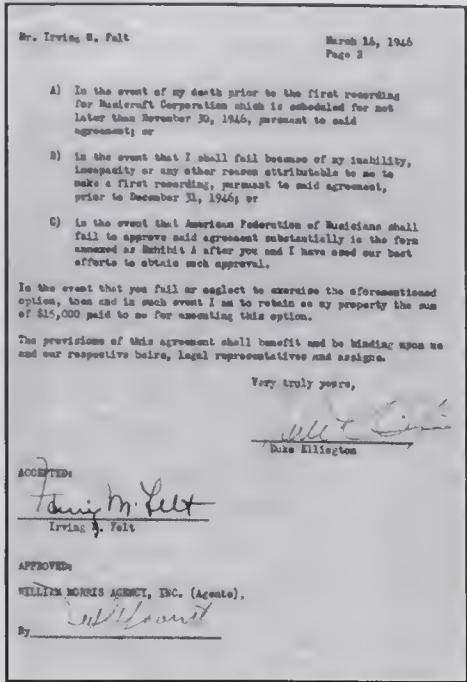 Mr. Irving M. Felt March 16, 1946
Page 2
A) In the event of my death prior to the first recording
for Musicraft Corporation which is scheduled for not
later than November 30, 1946, pursuant to said
agreement; or
B) in the event that I shall fail because of my inability,
incapacity or any other reason attributable to me to
make a first recording, pursuant to said agreement,
prior to December 31, 1946; or
C) in the event that American Federation of Musicians shall
fail to approve said agreement substantially in the form
annexed as Exhibit A after you and I have used our best
efforts to obtain such approval.
In the event that you fail or neglect to exercise the aforementioned
option, then and in such event I am to retain as my property the sum
of $15,000 paid to me for executing this option.
The provisions of this agreement shall benefit and be binding upon us
and our respective heirs, legal representatives and assigns.
Very truly yours,
Duke Ellington
ACCEPTED:
Irving M. Felt
Irving M. Felt
APPROVED:
WILLIAM MORRIS AGENCY, INC. (Agents),
By